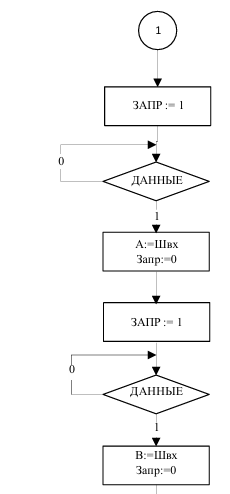 1
ЗАПР := 1
0
ДАННЫЕ
1
А:=Швх
Запр:=0
ЗАПР := 1
0
ДАННЫЕ
1
В:=Швх
Запр:=0